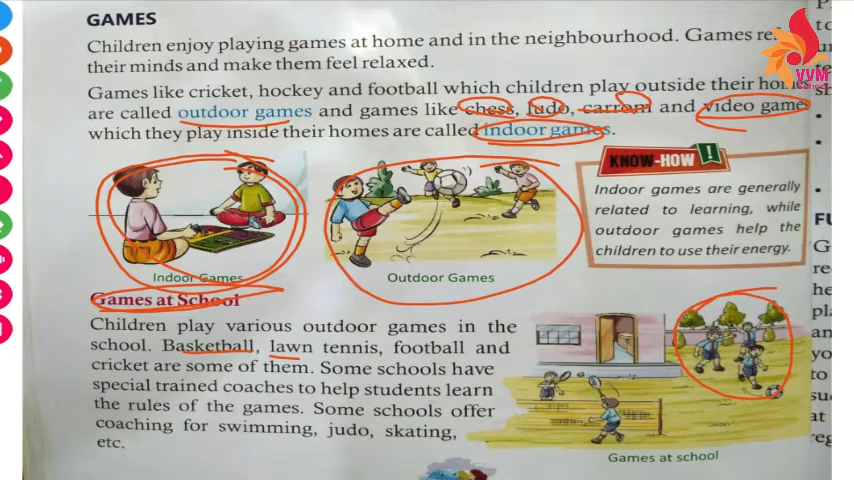 GAMES
Children enjoy playing games at home and in the neighbourhood. Games
their minds and make them feel relaxed.
Games like cricket, hockey and football which children play outside their homes
are called outdoor games and games like chess, ludo, carrom and video games
which they play inside their homes are called indoor games.
KNOW-HOW !
Indoor games are generally
related to learning, while
outdoor games help the
children to use their energy.
Indoor Games
Outdoor Games
Games at School
Children play various outdoor games in the
school. Basketball, lawn tennis, football and
cricket are some of them. Some schools have
special trained coaches to help students learn
the rules of the games. Some schools offer
coaching for swimming, judo, skating,
etc.
Games at school
VVM
School